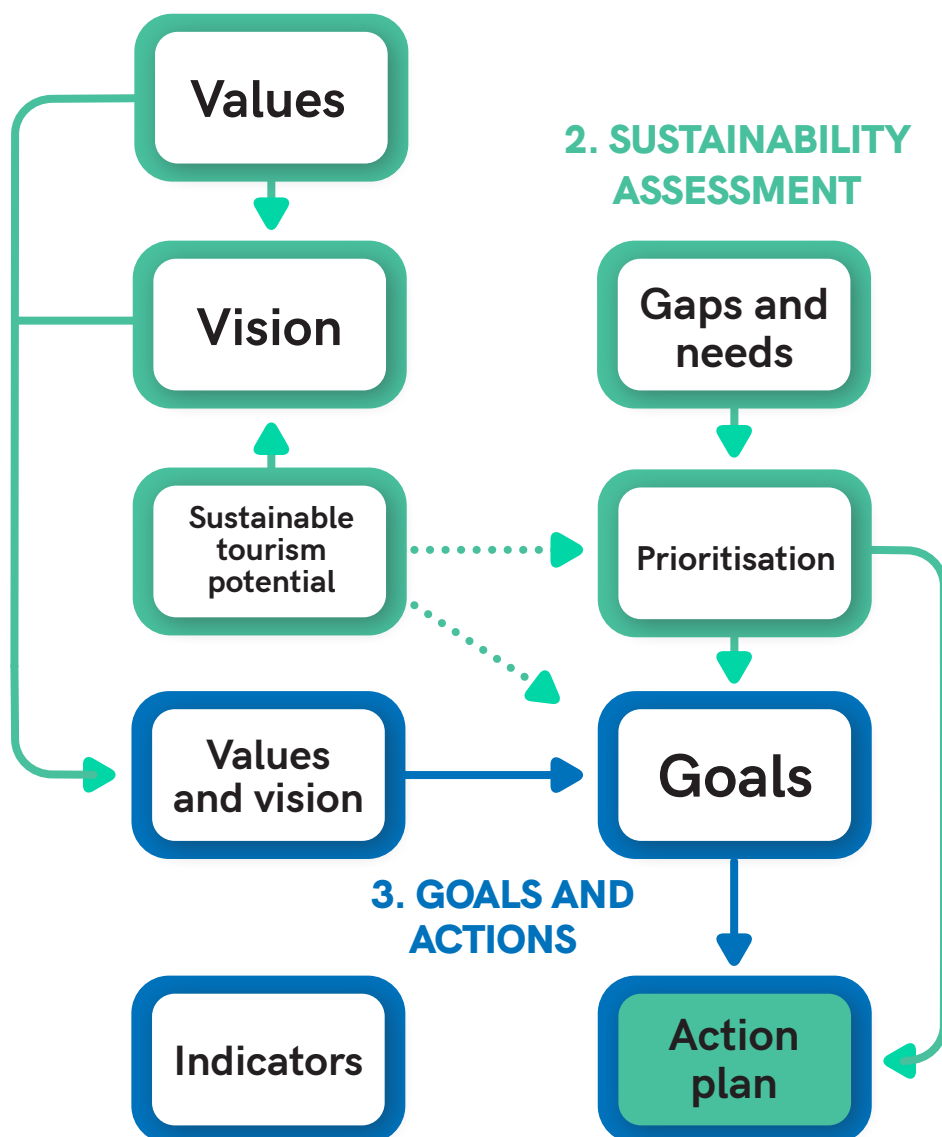 Values
2. SUSTAINABILITY
ASSESSMENT
Vision
Gaps and
needs
Sustainable
tourism
potential
Prioritisation
Values
and vision
Goals
3. GOALS AND
ACTIONS
Indicators
Action
plan